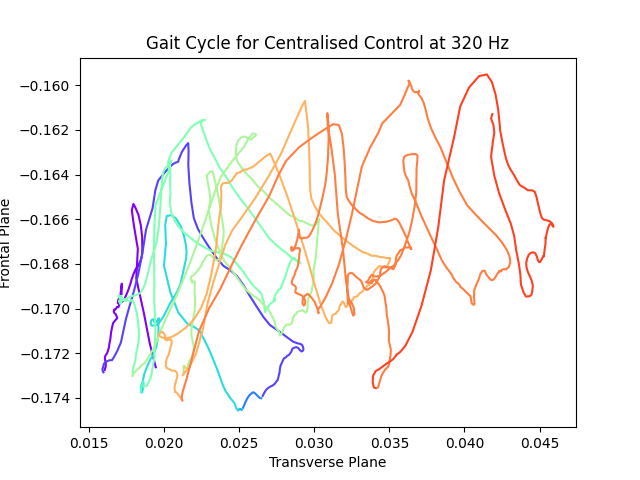 Gait Cycle for Centralised Control at 320 Hz
Frontal Plane
−0.160
−0.162
−0.164
−0.166
−0.168
−0.170
−0.172
−0.174
0.015 0.020 0.025 0.030 0.035 0.040 0.045
Transverse Plane